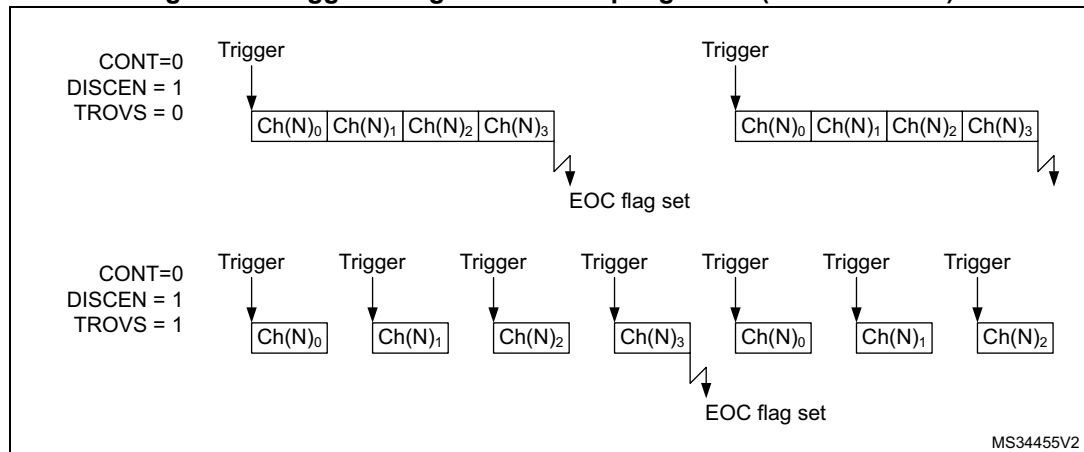 CONT=0
DISCEN = 1
TROVS = 0
Trigger Trigger
Ch(N)₀ Ch(N)₁ Ch(N)₂ Ch(N)₃ Ch(N)₀ Ch(N)₁ Ch(N)₂ Ch(N)₃
EOC flag set
CONT=0
DISCEN = 1
TROVS = 1
Trigger Trigger Trigger Trigger Trigger Trigger Trigger
Ch(N)₀ Ch(N)₁ Ch(N)₂ Ch(N)₃ Ch(N)₀ Ch(N)₁ Ch(N)₂
EOC flag set
MS34455V2